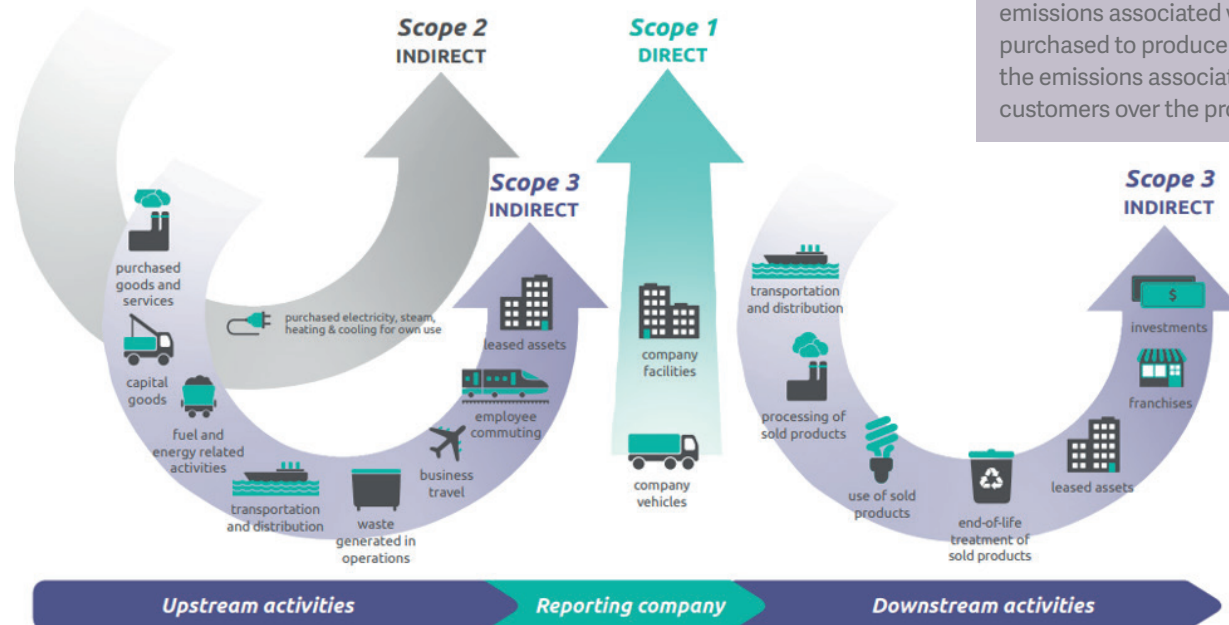 emissions associated
purchased to produce
the emissions
customers over the
Scope 2
INDIRECT
Scope 1
DIRECT
Scope 3
INDIRECT
Scope 3
INDIRECT
purchased
goods and
services
capital
goods
fuel and
energy related
activities
transportation
and distribution
waste
generated in
operations
business
travel
employee
commuting
leased assets
purchased electricity, steam,
heating & cooling for own use
company
facilities
company
vehicles
transportation
and distribution
processing of
sold products
use of sold
products
end-of-life
treatment of
sold products
leased assets
franchises
$
investments
Upstream activities
Reporting company
Downstream activities